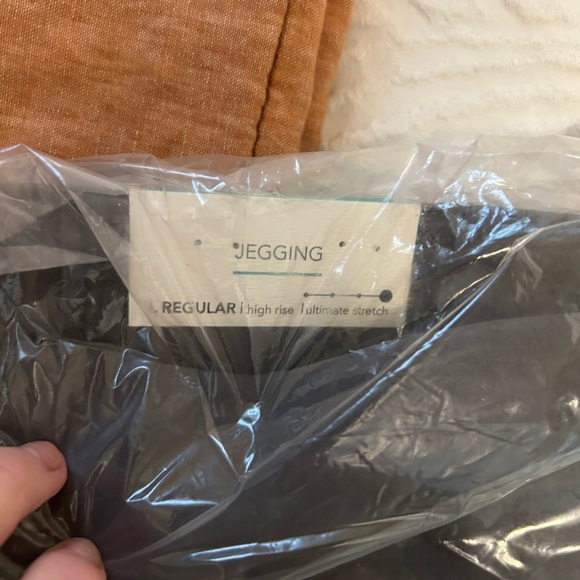 JEGGING
L REGULAR | high rise | ultimate stretch